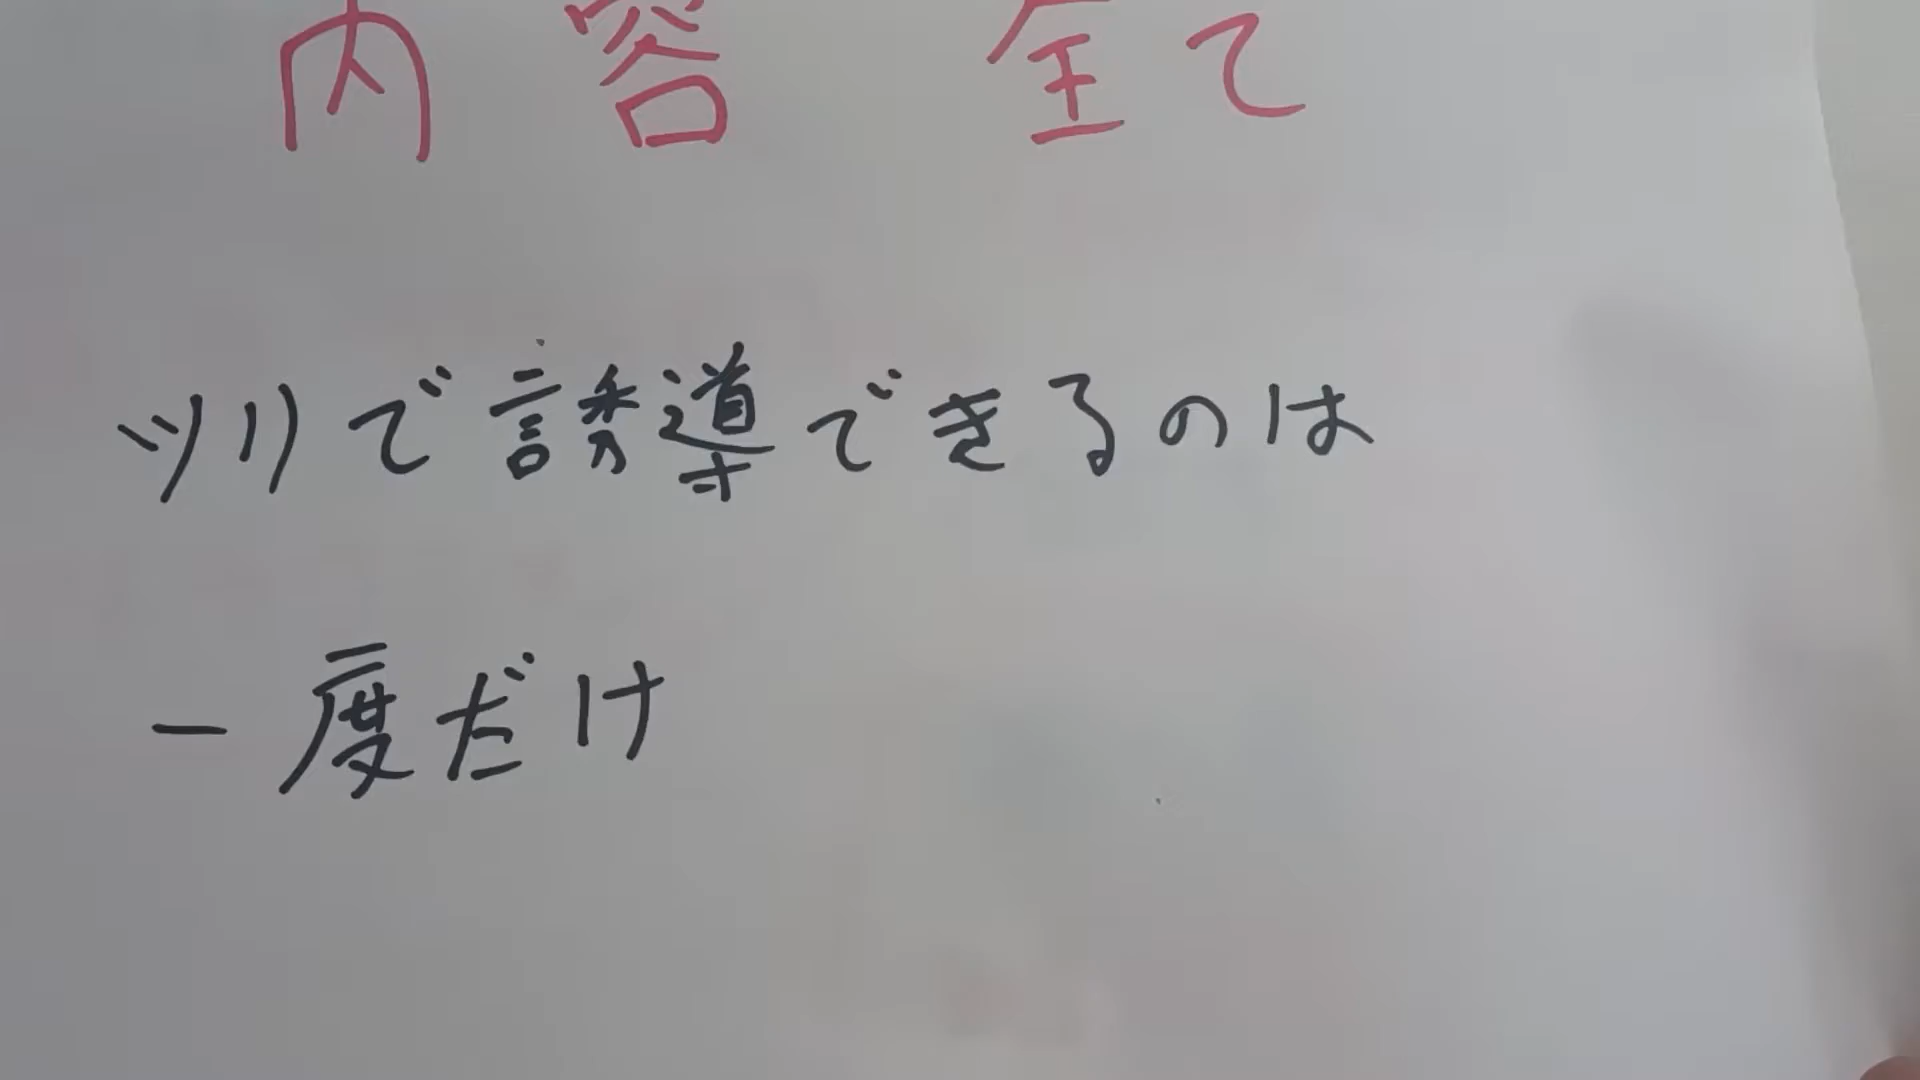 内容 全て
ツリで誘導できるのは
一度だけ